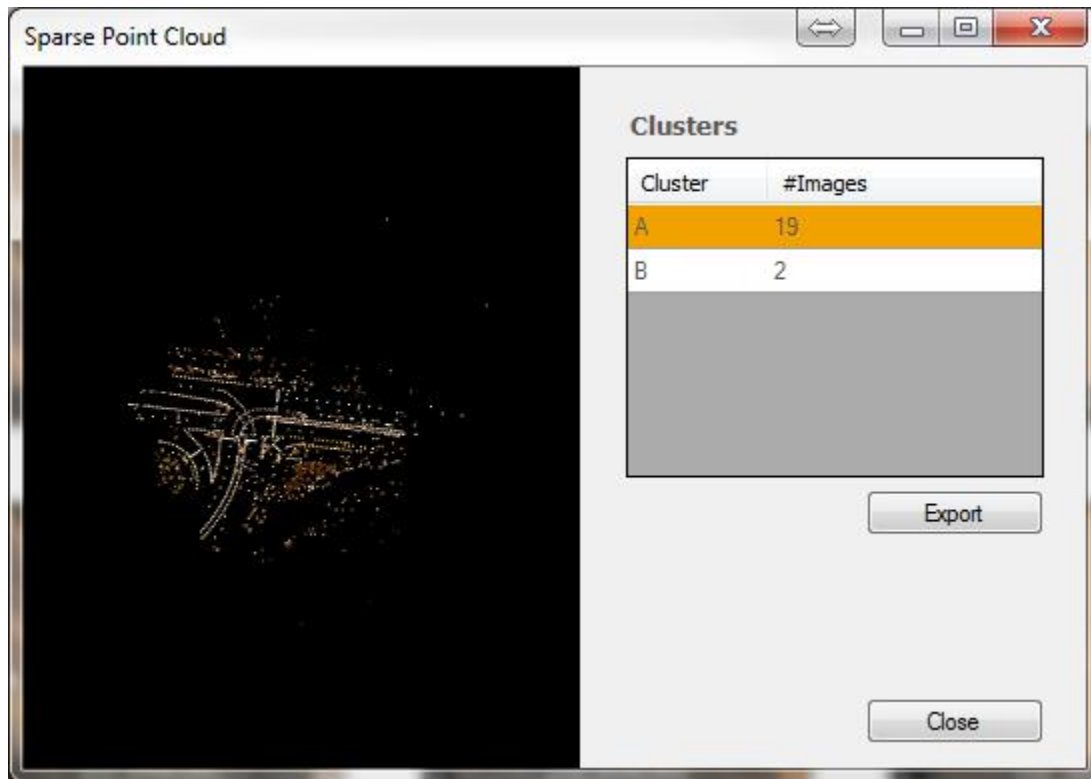 Sparse Point Cloud
Clusters
Cluster #Images
A 19
B 2
Export
Close